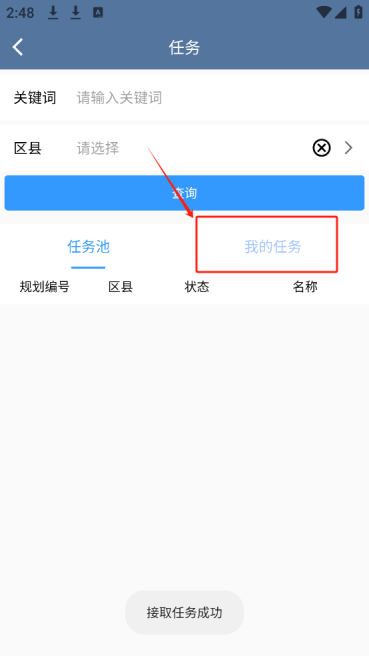 2:48
任务
关键词 请输入关键词
区县 请选择
查询
任务池 我的任务
规划编号 区县 状态 名称
接取任务成功